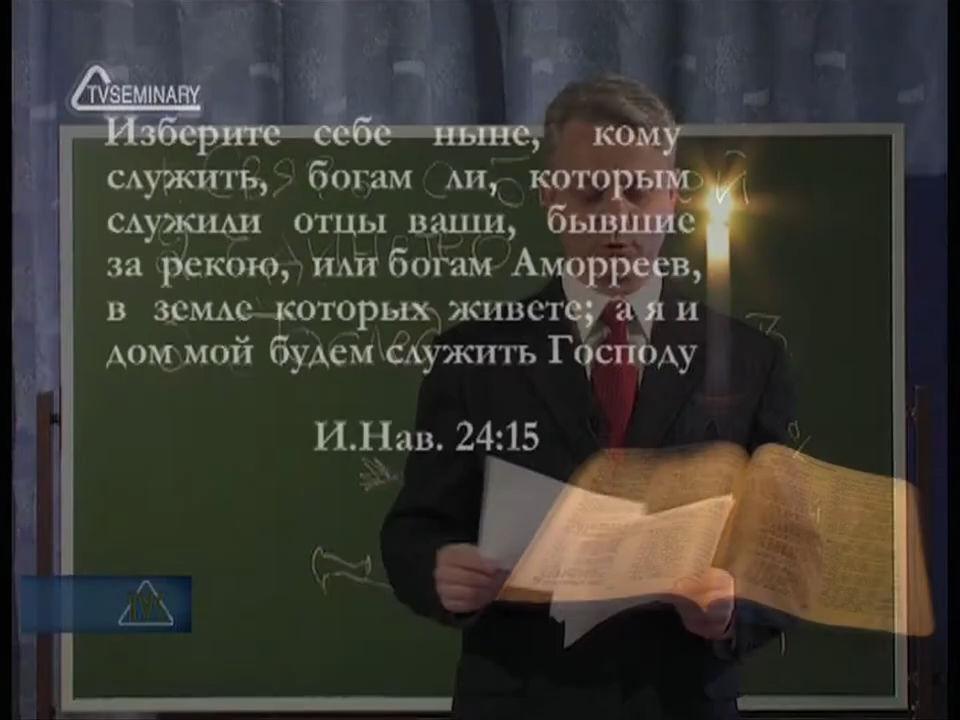 TVSEMINARY
Изберите себе ныне, кому
служить, богам ли, которым
служили отцы ваши, бывшие
за рекою, или богам Аморреев,
в земле которых живете; а я и
дом мой будем служить Господу
И.Нав. 24:15
TVS